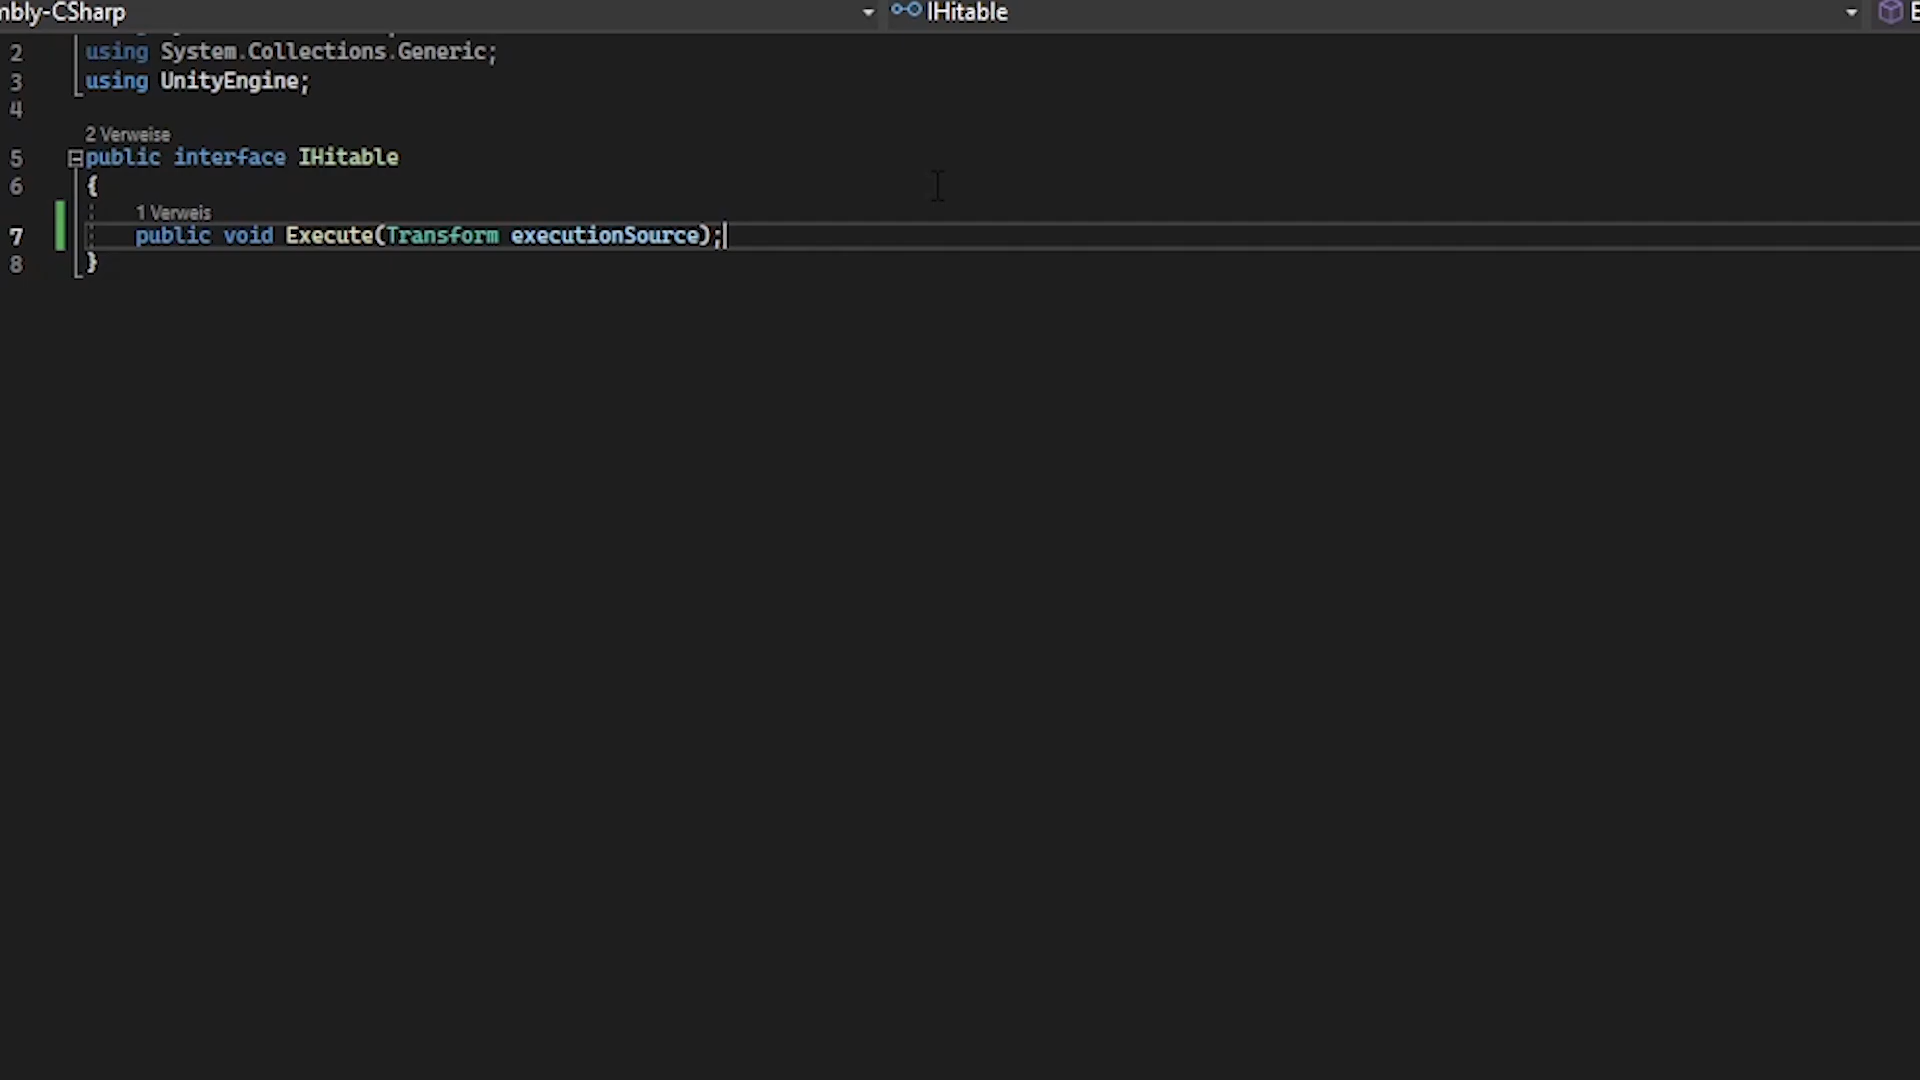 mbly-CSharp IHitable E
2 using System.Collections.Generic;
3 using UnityEngine;
4
2 Verweise
5 public interface IHitable
6 {
1 Verweis
7 public void Execute(Transform executionSource);
8 }